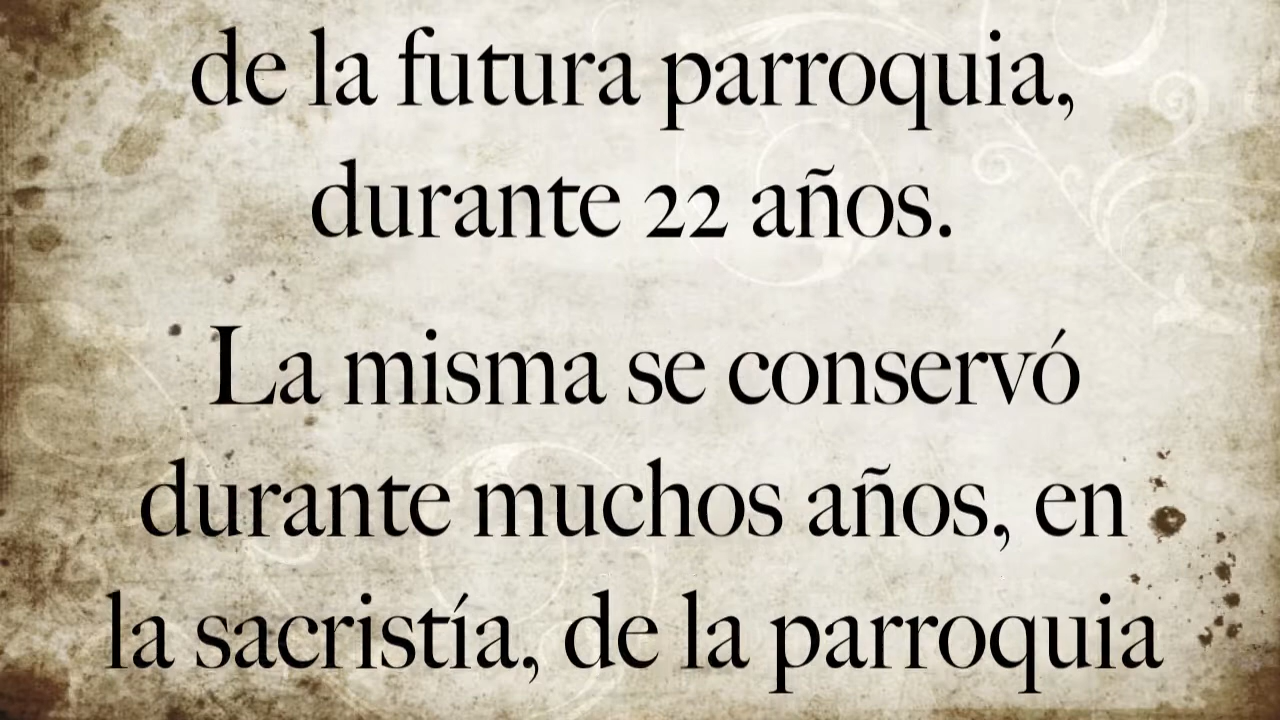 de la futura parroquia,
durante 22 años.
La misma se conservó
durante muchos años, en
la sacristía, de la parroquia